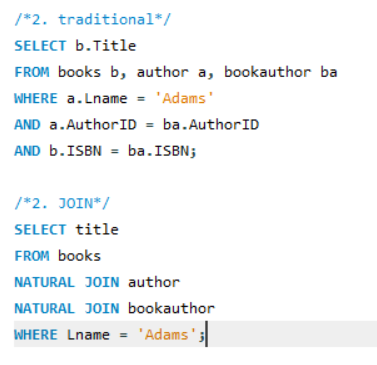 /*2. traditional*/
SELECT b.Title
FROM books b, author a, bookauthor ba
WHERE a.Lname = 'Adams'
AND a.AuthorID = ba.AuthorID
AND b.ISBN = ba.ISBN;
/*2. JOIN*/
SELECT title
FROM books
NATURAL JOIN author
NATURAL JOIN bookauthor
WHERE Lname = 'Adams';